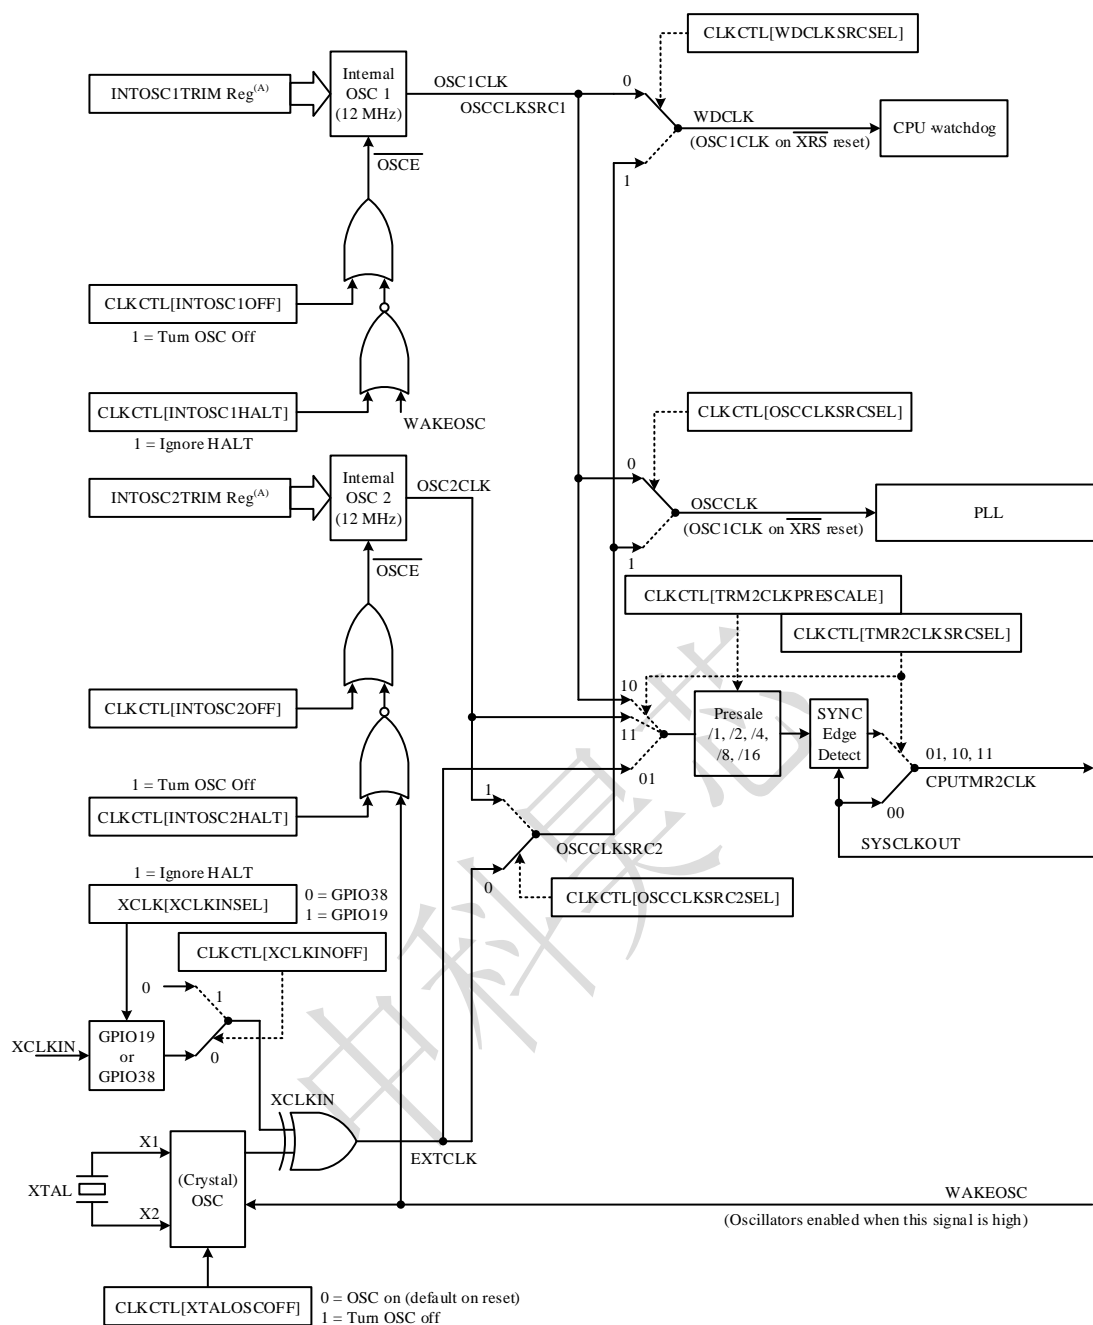 CLKCTL[WDCLKSRCSEL]
INTOSC1TRIM Reg(A)
Internal
OSC 1
(12 MHz)
OSC1CLK
OSCCLKSRC1
0
WDCLK
(OSC1CLK on XRS reset)
CPU watchdog
1
OSCE
CLKCTL[INTOSC1OFF]
1 = Turn OSC Off
CLKCTL[INTOSC1HALT]
1 = Ignore HALT
WAKEOSC
CLKCTL[OSCCLKSRCSEL]
INTOSC2TRIM Reg(A)
Internal
OSC 2
(12 MHz)
OSC2CLK
0
OSCCLK
(OSC1CLK on XRS reset)
PLL
1
OSCE
CLKCTL[TRM2CLKPRESCALE]
CLKCTL[TMR2CLKSRCSEL]
CLKCTL[INTOSC2OFF]
1 = Turn OSC Off
CLKCTL[INTOSC2HALT]
1 = Ignore HALT
10
11
01
Presale
/1, /2, /4,
/8, /16
SYNC
Edge
Detect
01, 10, 11
CPUTMR2CLK
00
SYSCLKOUT
1
OSCCLKSRC2
0
CLKCTL[OSCCLKSRC2SEL]
XCLK[XCLKINSEL]
0 = GPIO38
1 = GPIO19
CLKCTL[XCLKINOFF]
0
1
0
XCLKIN
GPIO19
or
GPIO38
XCLKIN
EXTCLK
XTAL
X1
X2
(Crystal)
OSC
WAKEOSC
(Oscillators enabled when this signal is high)
CLKCTL[XTALOSCOFF]
0 = OSC on (default on reset)
1 = Turn OSC off
中科昊芯